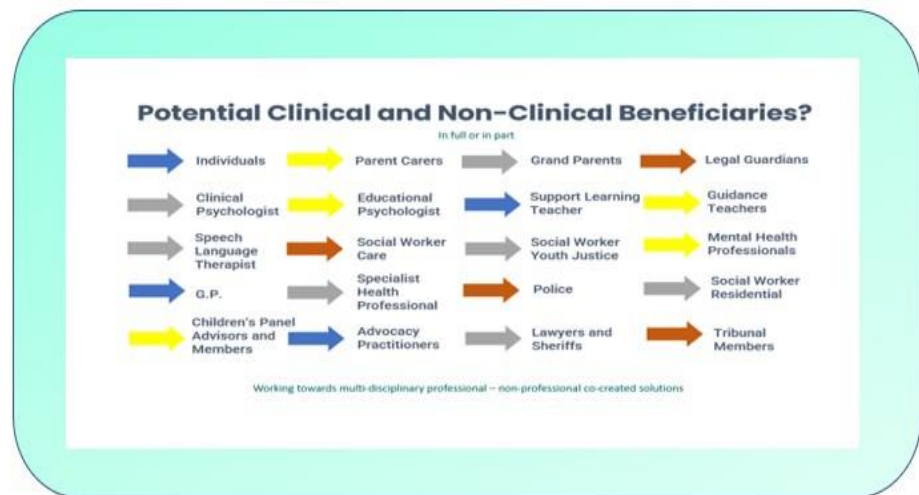 Potential Clinical and Non-Clinical Beneficiaries?
In full or in part
Individuals
Parent Carers
Grand Parents
Legal Guardians
Clinical
Psychologist
Educational
Psychologist
Support Learning
Teacher
Guidance
Teachers
Speech
Language
Therapist
Social Worker
Care
Social Worker
Youth Justice
Mental Health
Professionals
G.P.
Specialist
Health
Professional
Police
Social Worker
Residential
Children's Panel
Advisors and
Members
Advocacy
Practitioners
Lawyers and
Sheriffs
Tribunal
Members
Working towards multi-disciplinary professional – non-professional co-created solutions